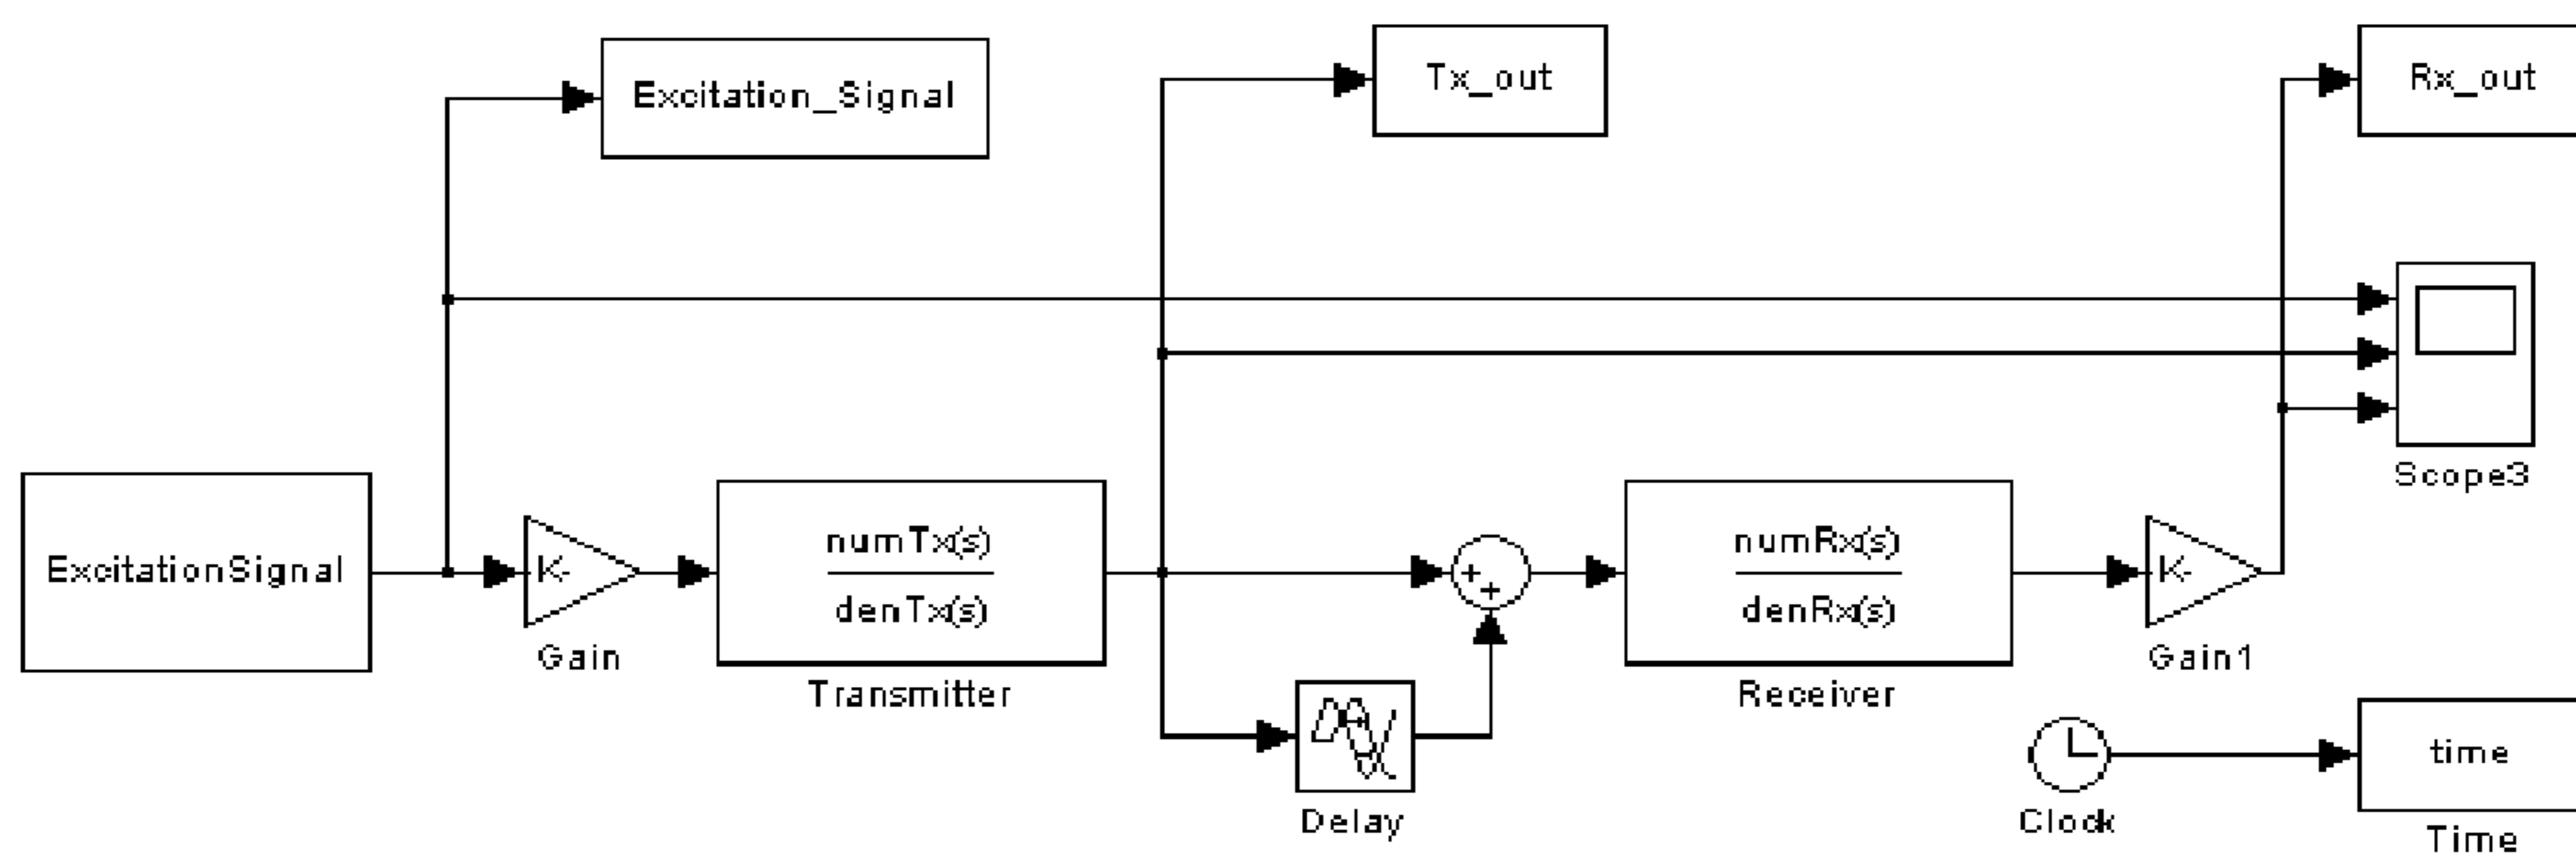 Excitation_Signal
Tx_out
Rx_out
Scope3
ExcitationSignal
K-
Gain
numTx(s)
denTx(s)
Transmitter
+
+
Delay
numRx(s)
denRx(s)
Receiver
K-
Gain1
Clock
time
Time